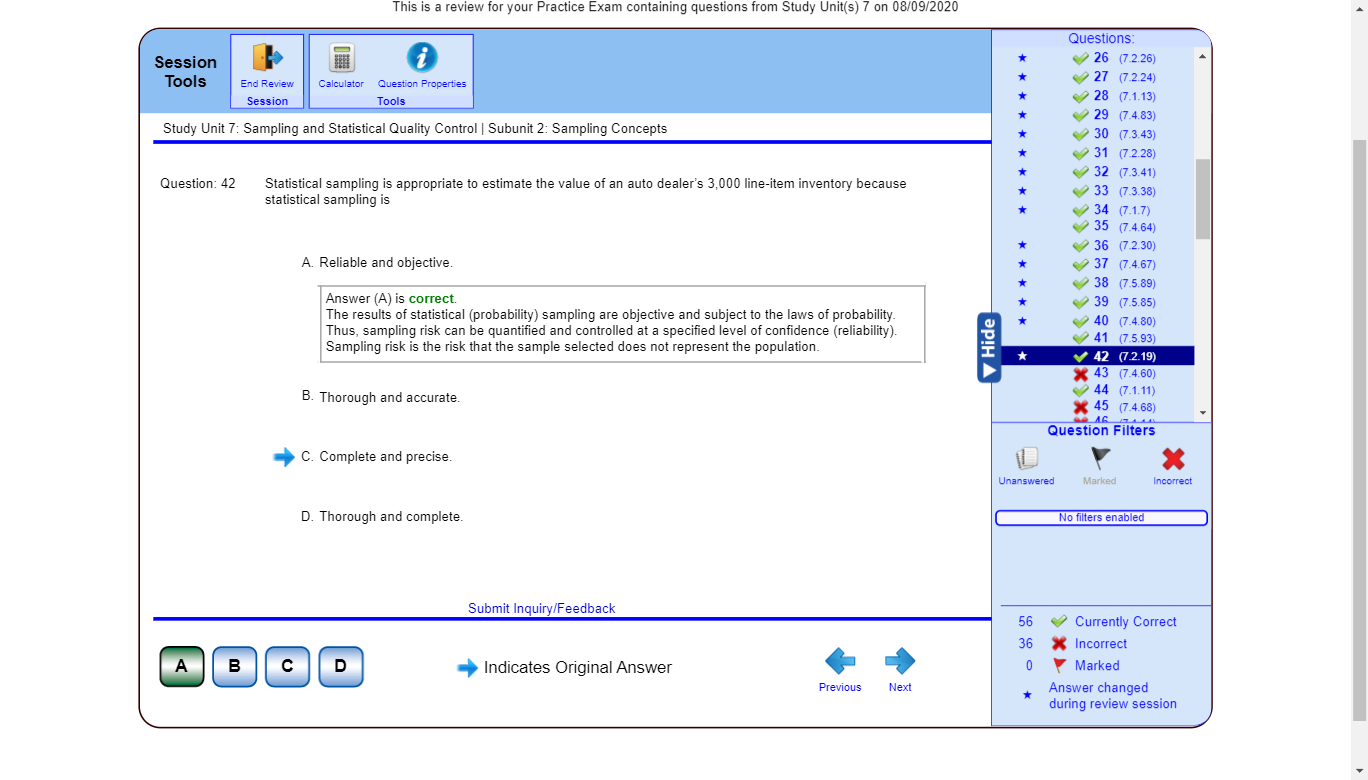 This is a review for your Practice Exam containing questions from Study Unit(s) 7 on 08/09/2020
Session Tools
End Review
Session
Calculator
Question Properties
Tools
Study Unit 7: Sampling and Statistical Quality Control | Subunit 2: Sampling Concepts
Question: 42
Statistical sampling is appropriate to estimate the value of an auto dealer's 3,000 line-item inventory because
statistical sampling is
A. Reliable and objective.
Answer (A) is correct.
The results of statistical (probability) sampling are objective and subject to the laws of probability.
Thus, sampling risk can be quantified and controlled at a specified level of confidence (reliability).
Sampling risk is the risk that the sample selected does not represent the population.
B. Thorough and accurate.
C. Complete and precise.
D. Thorough and complete.
Submit Inquiry/Feedback
A B C D
Indicates Original Answer
Previous
Next
Hide
Questions:
26 (7.2.26)
27 (7.2.24)
28 (7.1.13)
29 (7.4.83)
30 (7.3.43)
31 (7.2.28)
32 (7.3.41)
33 (7.3.38)
34 (7.1.7)
35 (7.4.64)
36 (7.2.30)
37 (7.4.67)
38 (7.5.89)
39 (7.5.85)
40 (7.4.80)
41 (7.5.93)
42 (7.2.19)
43 (7.4.60)
44 (7.1.11)
45 (7.4.68)
Question Filters
Unanswered
Marked
Incorrect
No filters enabled
56 Currently Correct
36 Incorrect
0 Marked
Answer changed
during review session